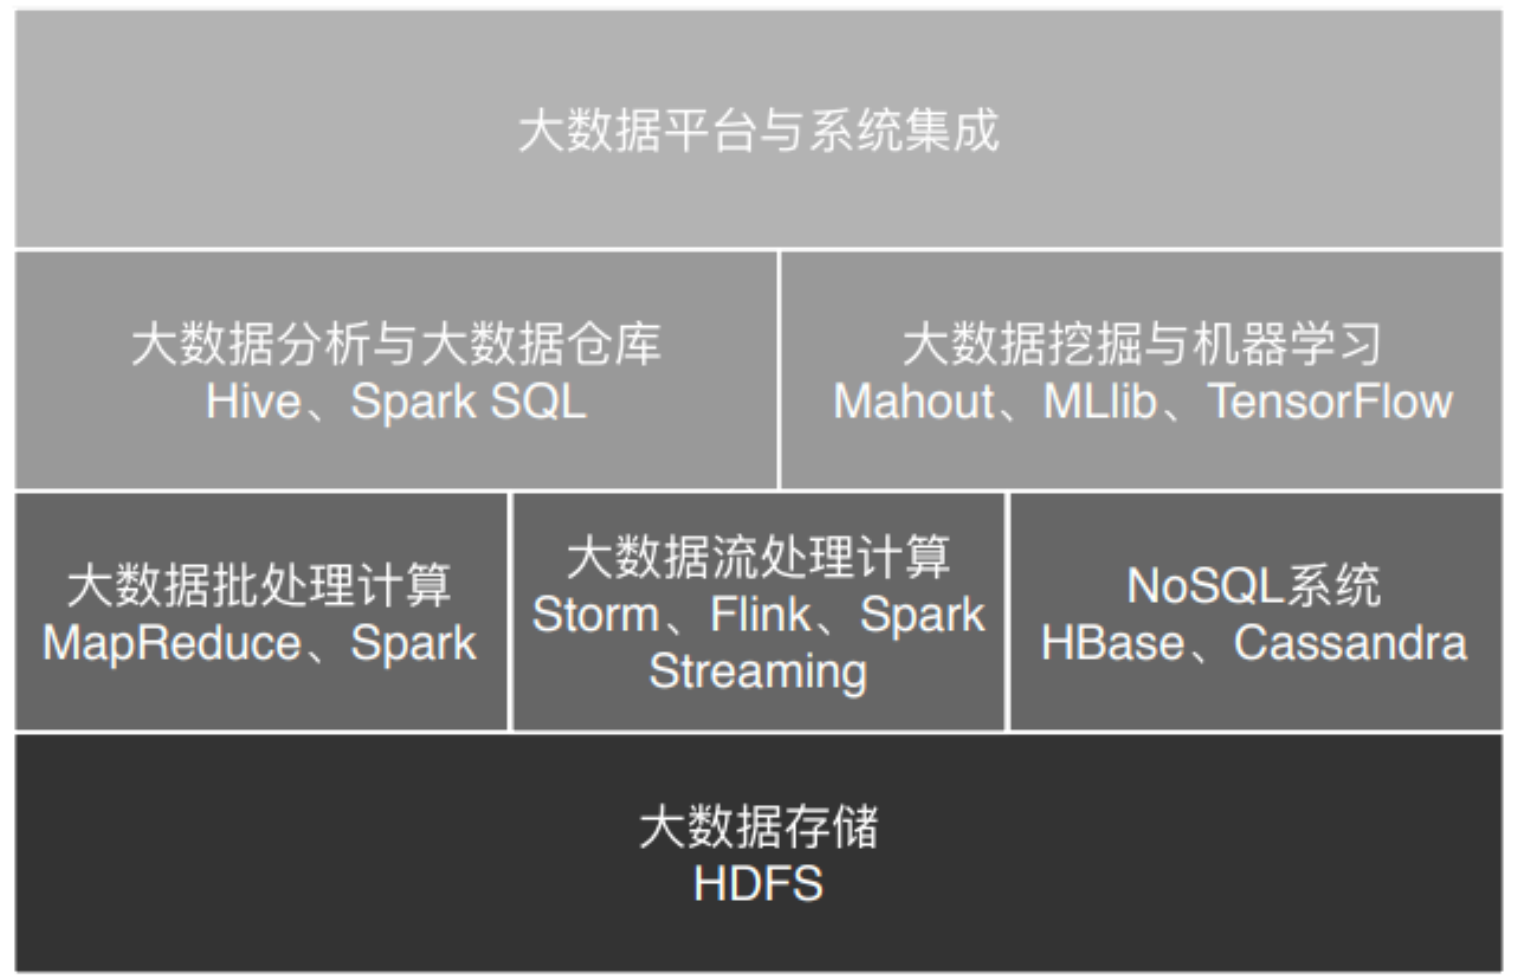 大数据平台与系统集成
大数据分析与大数据仓库
Hive、Spark SQL
大数据挖掘与机器学习
Mahout、MLlib、TensorFlow
大数据批处理计算
MapReduce、Spark
大数据流处理计算
Storm、Flink、Spark
Streaming
NoSQL系统
HBase、Cassandra
大数据存储
HDFS